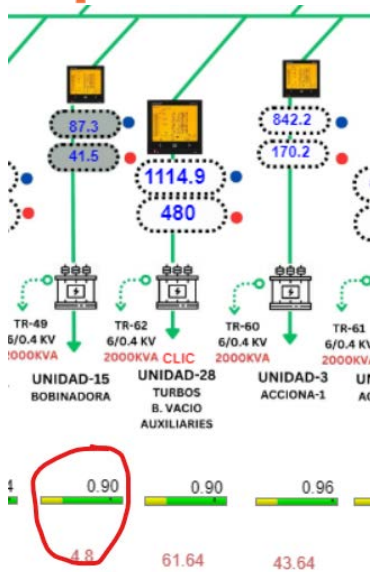 87.3
41.5
1114.9
480
842.2
170.2
TR-49
6/0.4 KV
2000KVA
UNIDAD-15
BOBINADORA
TR-62
6/0.4 KV
2000KVA CLIC
UNIDAD-28
TURBOS
B. VACIO
AUXILIARIES
TR-60
6/0.4 KV
2000KVA
UNIDAD-3
ACCIONA-1
TR-61
6/0.4 KV
2000KVA
0.90
0.90
0.96
4.8
61.64
43.64